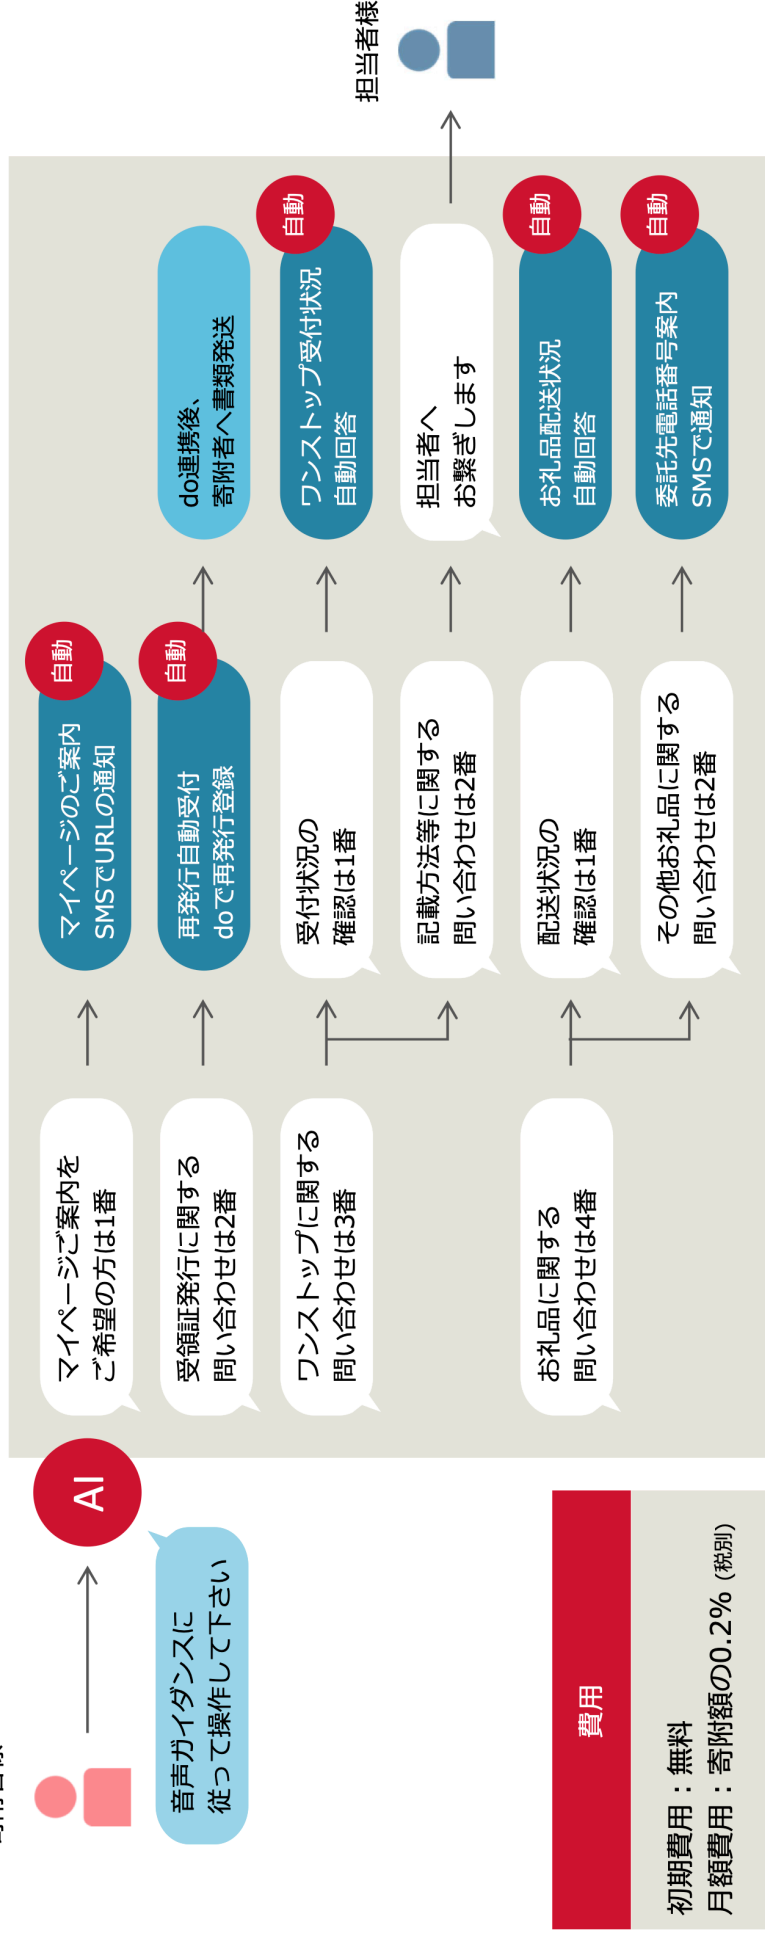 AI
音声ガイダンスに
従って操作して下さい
マイページご案内を
ご希望の方は1番
マイページのご案内
SMSでURLの通知
自動
受領証発行に関する
問い合わせは2番
再発行自動受付
doで再発行登録
自動
do連携後、
寄附者へ書類発送
ワンストップに関する
問い合わせは3番
受付状況の
確認は1番
ワンストップ受付状況
自動回答
自動
記載方法等に関する
問い合わせは2番
担当者へ
お繋ぎします
担当者様
お礼品に関する
問い合わせは4番
配送状況の
確認は1番
お礼品配送状況
自動回答
自動
その他お礼品に関する
問い合わせは2番
委託先電話番号案内
SMSで通知
自動
費用
初期費用：無料
月額費用：寄附額の0.2% (税別)